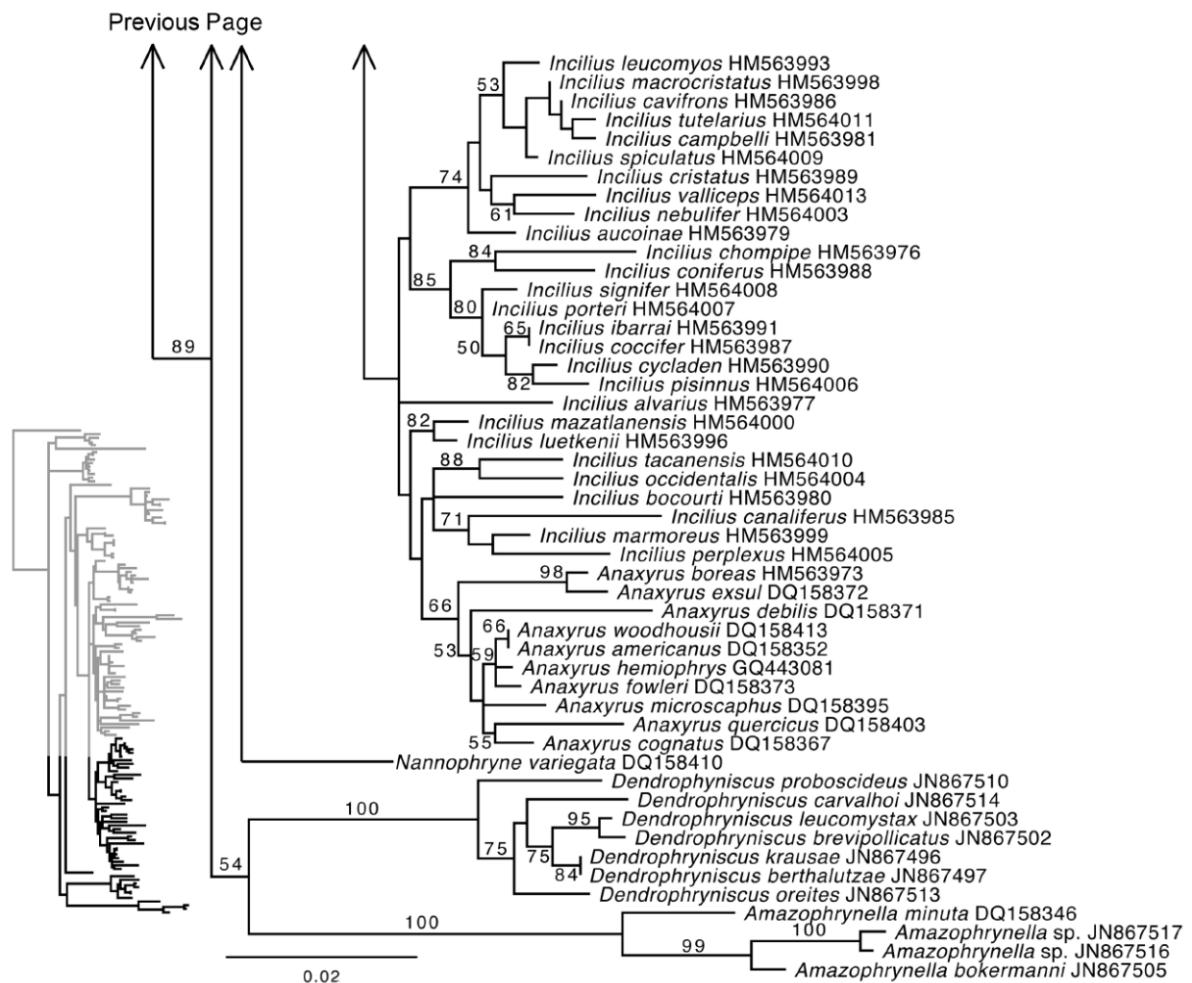 Previous Page
Incilius leucomyos HM563993
53
Incilius macrocristatus HM563998
Incilius cavifrons HM563986
Incilius tutelarius HM564011
Incilius campbelli HM563981
Incilius spiculatus HM564009
74
Incilius cristatus HM563989
Incilius valliceps HM564013
61
Incilius nebulifer HM564003
Incilius aucoinae HM563979
84
Incilius chompipe HM563976
Incilius coniferus HM563988
85
Incilius signifer HM564008
80
Incilius porteri HM564007
65
Incilius ibarrai HM563991
50
Incilius coccifer HM563987
89
Incilius cycladen HM563990
82
Incilius pisinnus HM564006
Incilius alvarius HM563977
82
Incilius mazatlanensis HM564000
Incilius luetkenii HM563996
88
Incilius tacanensis HM564010
Incilius occidentalis HM564004
Incilius bocourti HM563980
71
Incilius canaliferus HM563985
Incilius marmoreus HM563999
Incilius perplexus HM564005
98
Anaxyrus boreas HM563973
Anaxyrus exsul DQ158372
66
Anaxyrus debilis DQ158371
66
Anaxyrus woodhousii DQ158413
53
59
Anaxyrus americanus DQ158352
Anaxyrus hemiophrys GQ443081
Anaxyrus fowleri DQ158373
Anaxyrus microscaphus DQ158395
Anaxyrus quercicus DQ158403
55
Anaxyrus cognatus DQ158367
Nannophryne variegata DQ158410
Dendrophyniscus proboscideus JN867510
100
Dendrophryniscus carvalhoi JN867514
95
Dendrophryniscus leucomystax JN867503
Dendrophryniscus brevipollicatus JN867502
75
75
Dendrophryniscus krausae JN867496
54
84
Dendrophryniscus berthalutzae JN867497
Dendrophryniscus oreites JN867513
Amazophrynella minuta DQ158346
100
100
Amazophrynella sp. JN867517
99
Amazophrynella sp. JN867516
Amazophrynella bokermanni JN867505
0.02